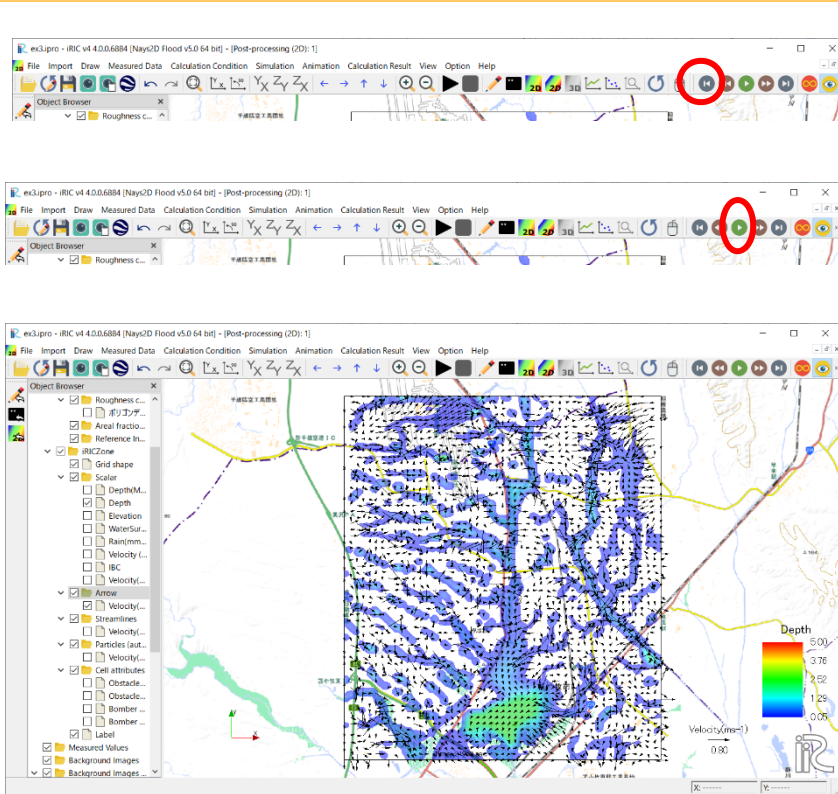 ex3.ipro - iRIC v4 4.0.0.6884 [Nays2D Flood v5.0 64 bit] - [Post-processing (2D): 1]
File Import Draw Measured Data Calculation Condition Simulation Animation Calculation Result View Option Help
Object Browser
Roughness c...
ex3.ipro - iRIC v4 4.0.0.6884 [Nays2D Flood v5.0 64 bit] - [Post-processing (2D): 1]
File Import Draw Measured Data Calculation Condition Simulation Animation Calculation Result View Option Help
Object Browser
Roughness c...
ex3.ipro - iRIC v4 4.0.0.6884 [Nays2D Flood v5.0 64 bit] - [Post-processing (2D): 1]
File Import Draw Measured Data Calculation Condition Simulation Animation Calculation Result View Option Help
Object Browser
Roughness c...
ポリゴンデ...
Areal fractio...
Reference In...
iRICZone
Grid shape
Scalar
Depth(M...
Depth
Elevation
WaterSur...
Rain(mm...
Velocity (...
IBC
Velocity(...
Arrow
Velocity(...
Streamlines
Velocity(...
Particles (aut...
Velocity(...
Cell attributes
Obstacle...
Obstacle...
Bomber ...
Bomber ...
Label
Measured Values
Background Images
Background Images ...
Depth
5.00
3.76
2.52
1.29
0.05
Velocity(ms-1)
0.80
X: ------
Y: ------